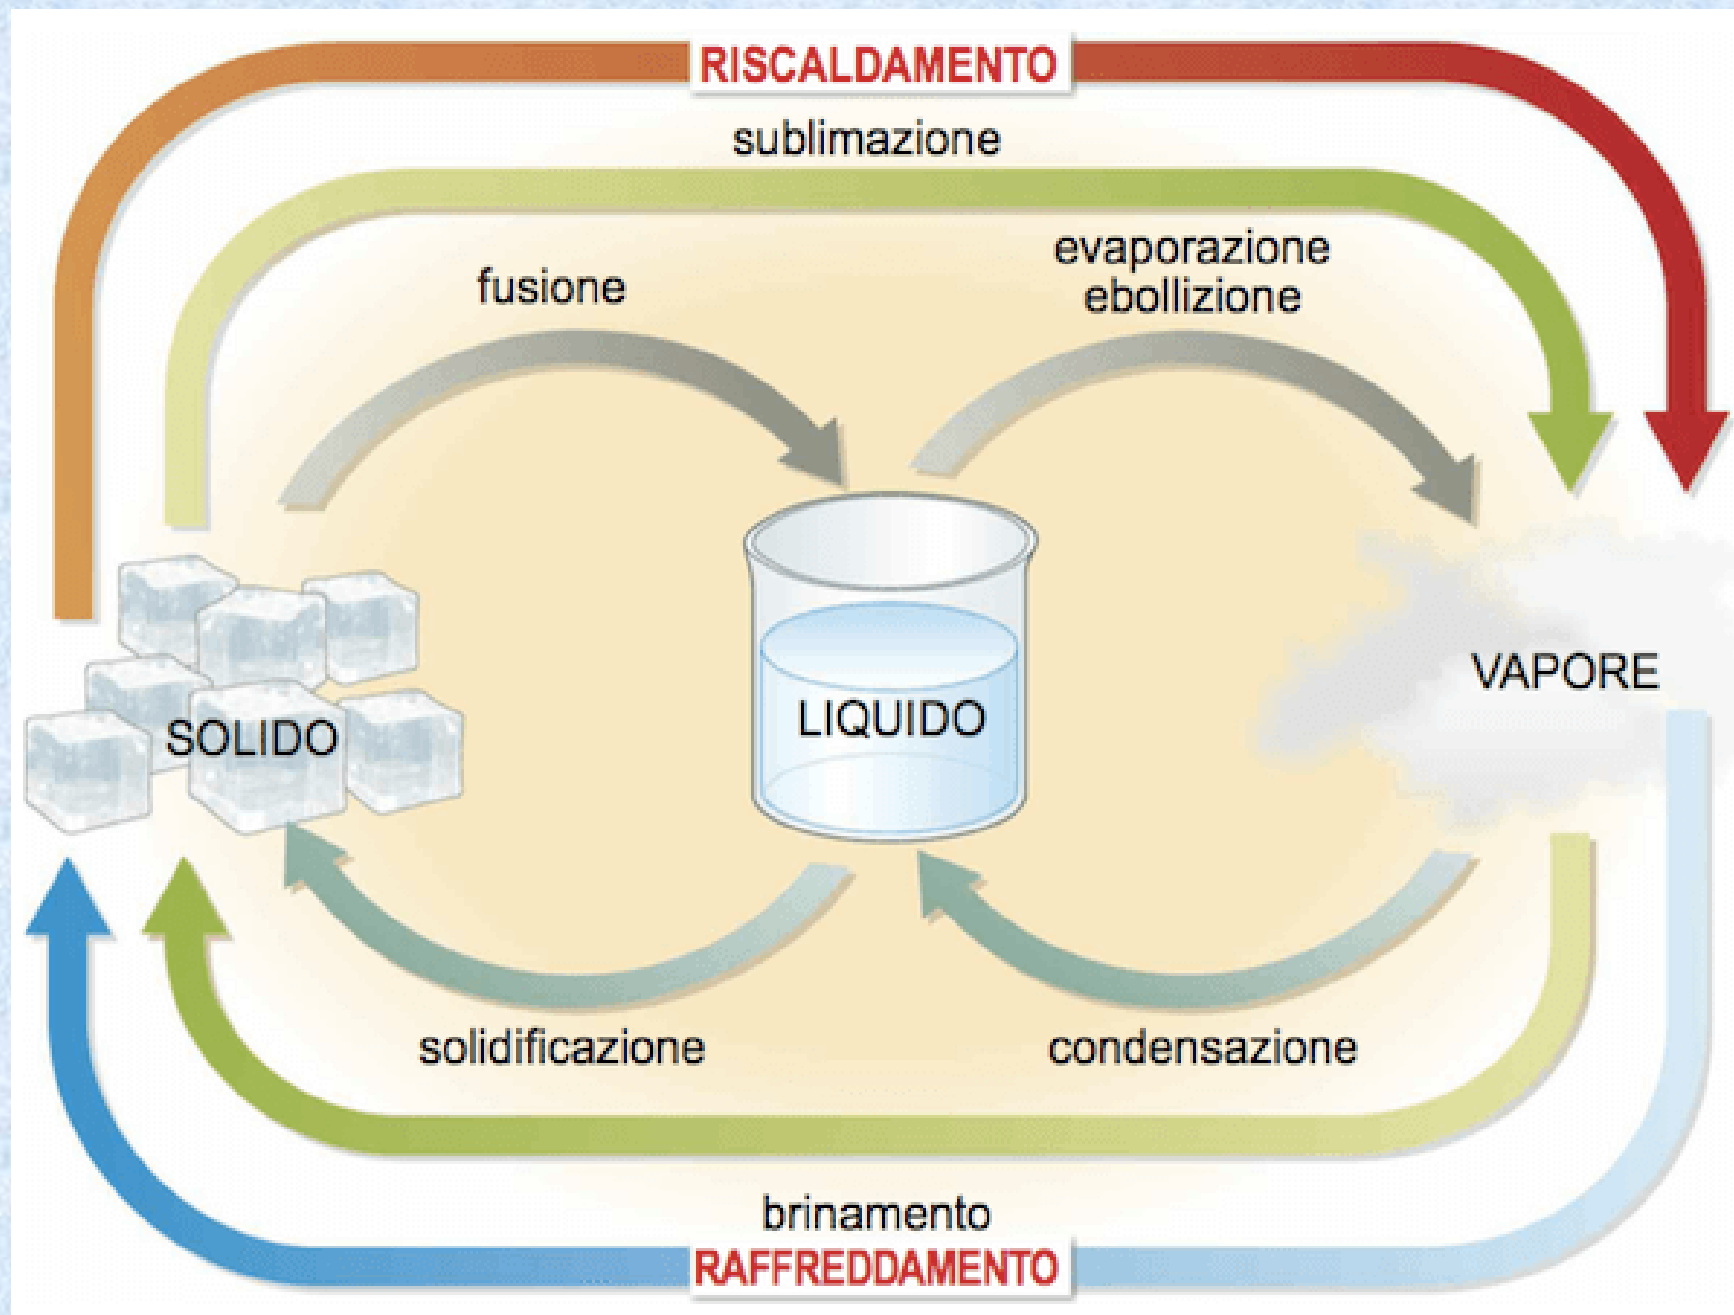 RISCALDAMENTO
sublimazione
fusione
evaporazione
ebollizione
SOLIDO
LIQUIDO
VAPORE
solidificazione
condensazione
brinamento
RAFFREDDAMENTO